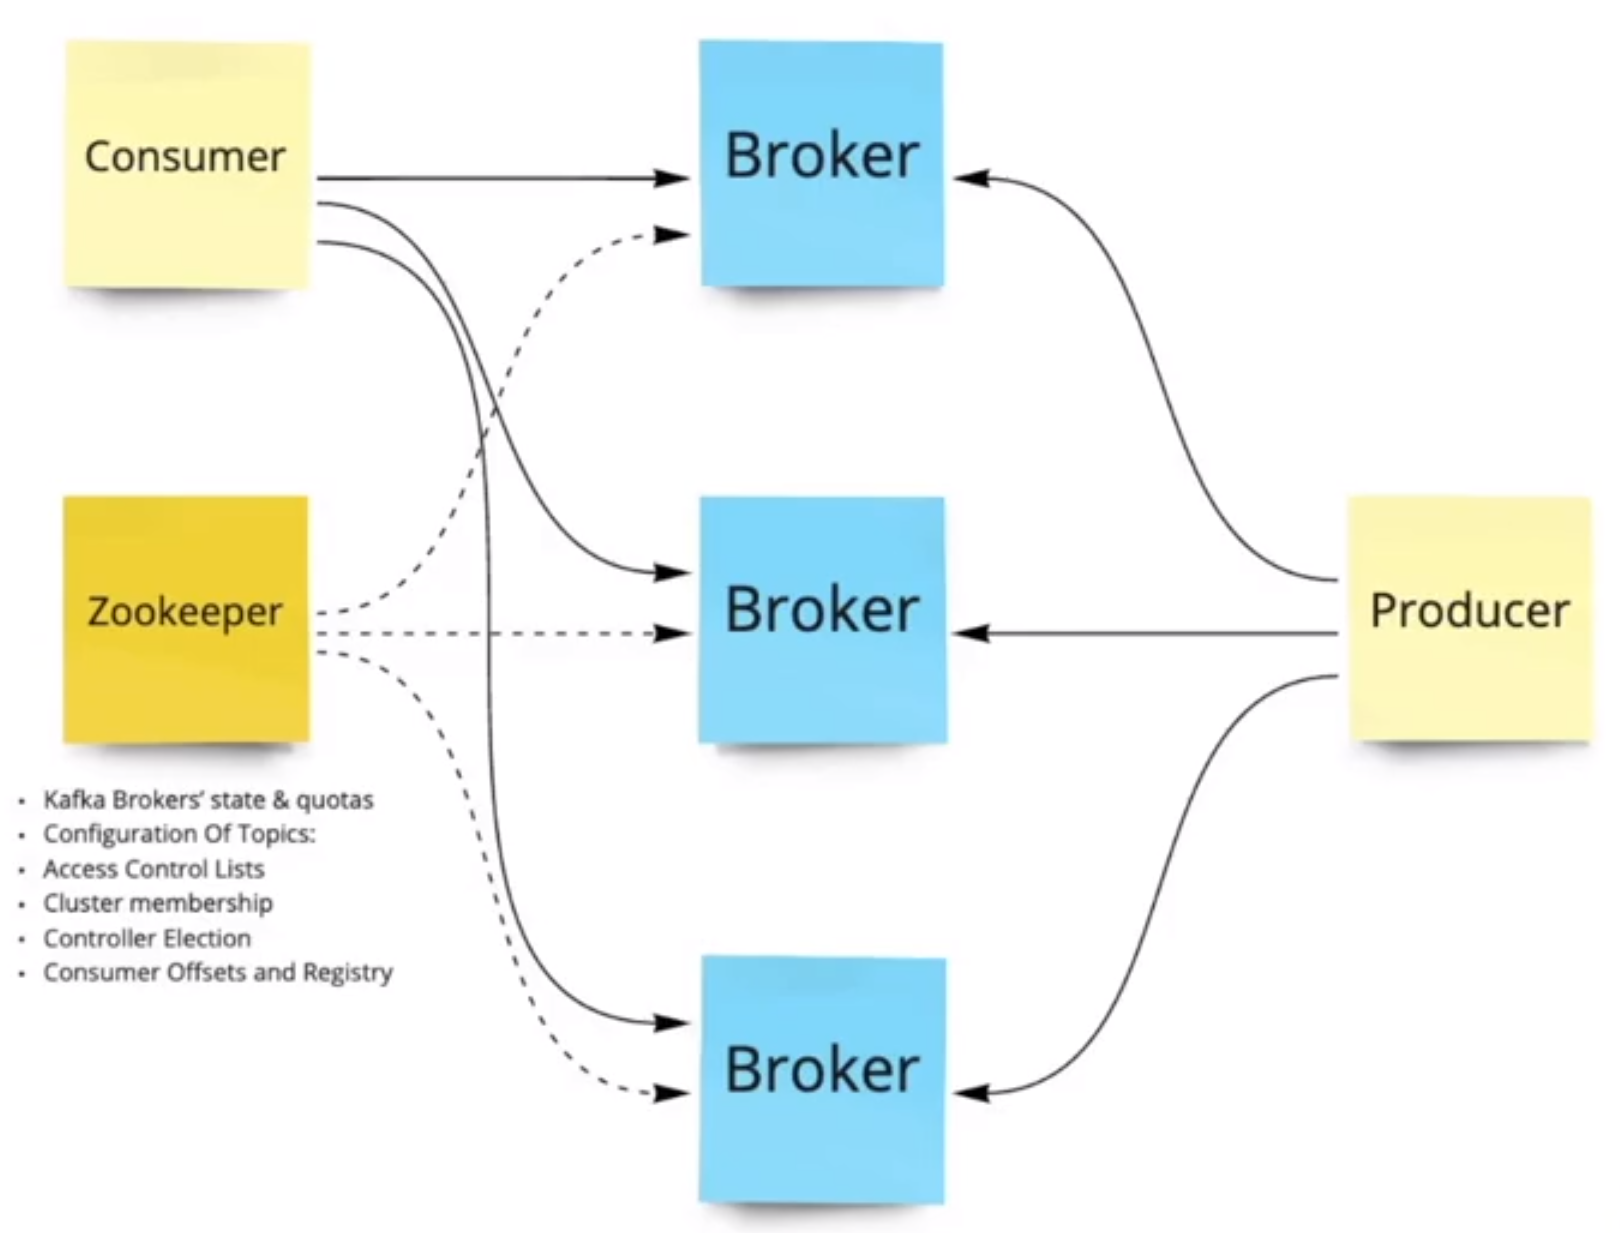 Consumer
Broker
Zookeeper
Broker
Producer
• Kafka Brokers’ state & quotas
• Configuration Of Topics:
• Access Control Lists
• Cluster membership
• Controller Election
• Consumer Offsets and Registry
Broker